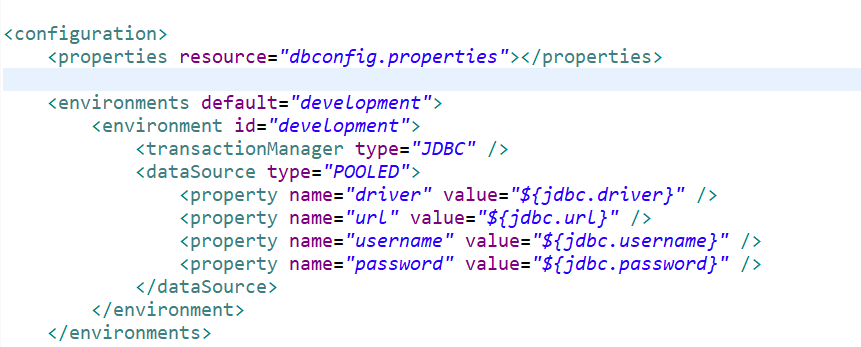 <configuration>
<properties resource="dbconfig.properties"></properties>
<environments default="development">
<environment id="development">
<transactionManager type="JDBC" />
<dataSource type="POOLED">
<property name="driver" value="${jdbc.driver}" />
<property name="url" value="${jdbc.url}" />
<property name="username" value="${jdbc.username}" />
<property name="password" value="${jdbc.password}" />
</dataSource>
</environment>
</environments>